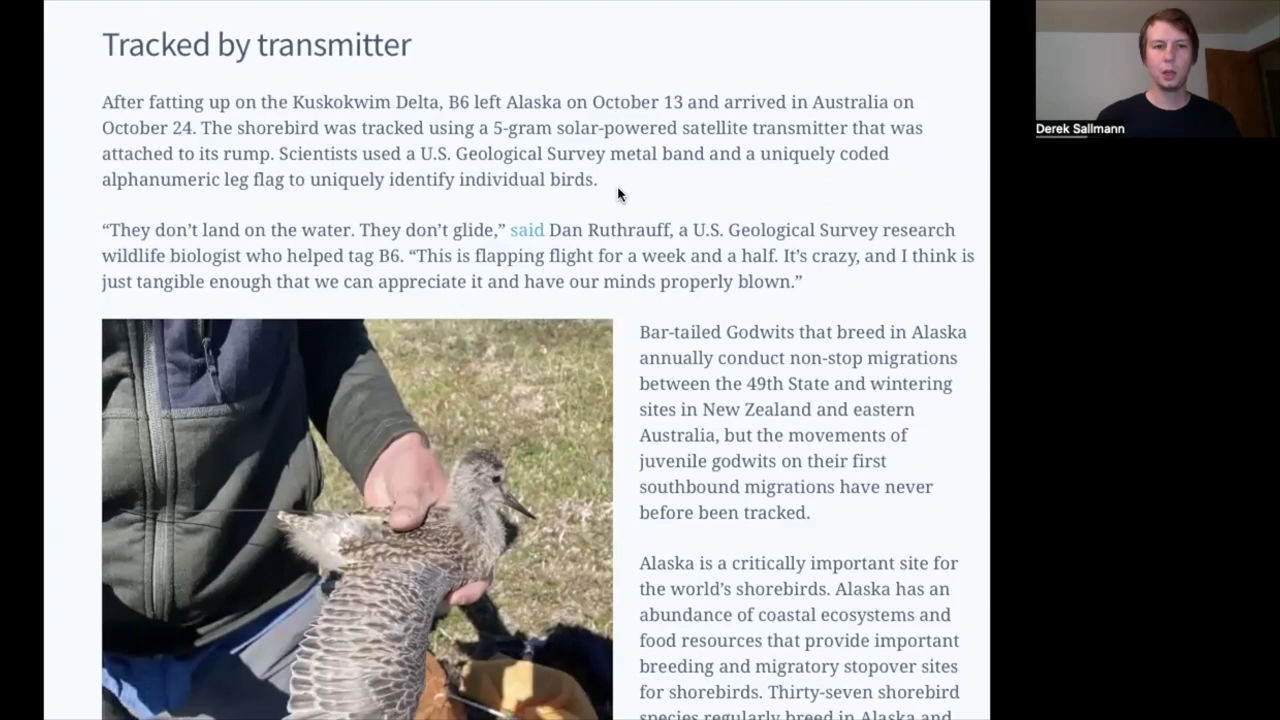 Tracked by transmitter
After fatting up on the Kuskokwim Delta, B6 left Alaska on October 13 and arrived in Australia on
October 24. The shorebird was tracked using a 5-gram solar-powered satellite transmitter that was
attached to its rump. Scientists used a U.S. Geological Survey metal band and a uniquely coded
alphanumeric leg flag to uniquely identify individual birds.
“They don’t land on the water. They don’t glide,” said Dan Ruthrauff, a U.S. Geological Survey research
wildlife biologist who helped tag B6. “This is flapping flight for a week and a half. It’s crazy, and I think is
just tangible enough that we can appreciate it and have our minds properly blown.”
Bar-tailed Godwits that breed in Alaska
annually conduct non-stop migrations
between the 49th State and wintering
sites in New Zealand and eastern
Australia, but the movements of
juvenile godwits on their first
southbound migrations have never
before been tracked.
Alaska is a critically important site for
the world’s shorebirds. Alaska has an
abundance of coastal ecosystems and
food resources that provide important
breeding and migratory stopover sites
for shorebirds. Thirty-seven shorebird
species regularly breed in Alaska and
Derek Sallmann